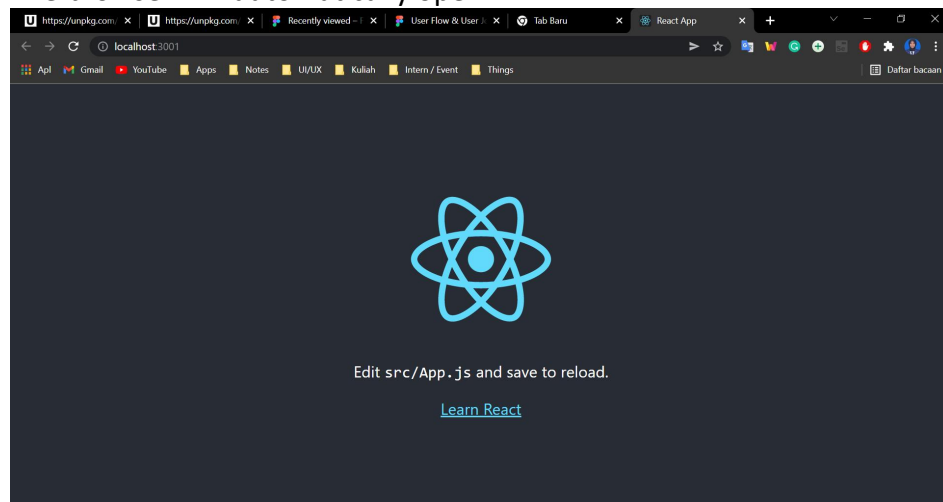 https://unpkg.com/ https://unpkg.com/ Recently viewed – F User Flow & User Jo Tab Baru React App
localhost:3001
Apl Gmail YouTube Apps Notes UI/UX Kuliah Intern / Event Things Daftar bacaan
Edit src/App.js and save to reload.
Learn React